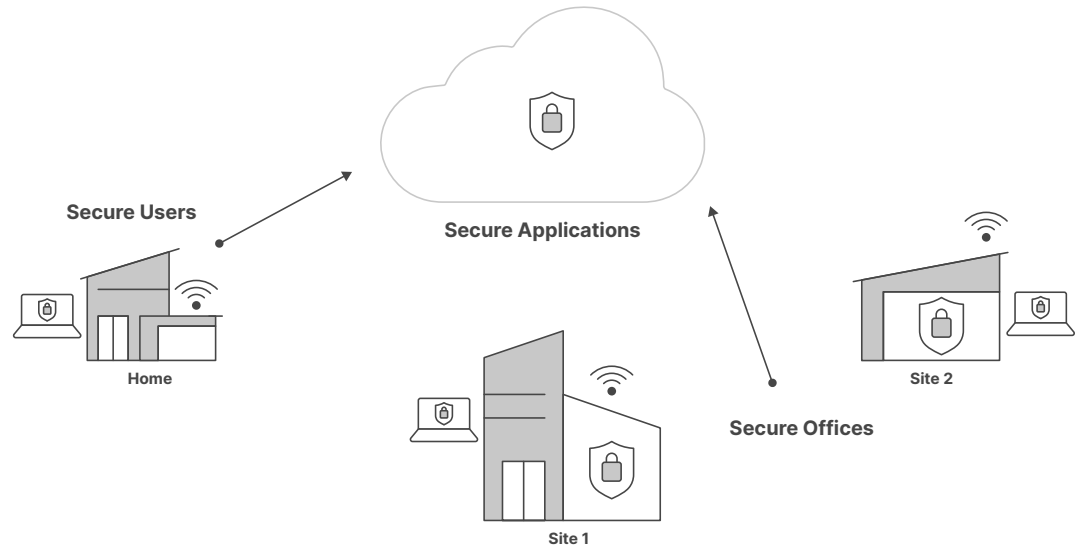 Secure Users
Secure Applications
Home
Site 2
Secure Offices
Site 1